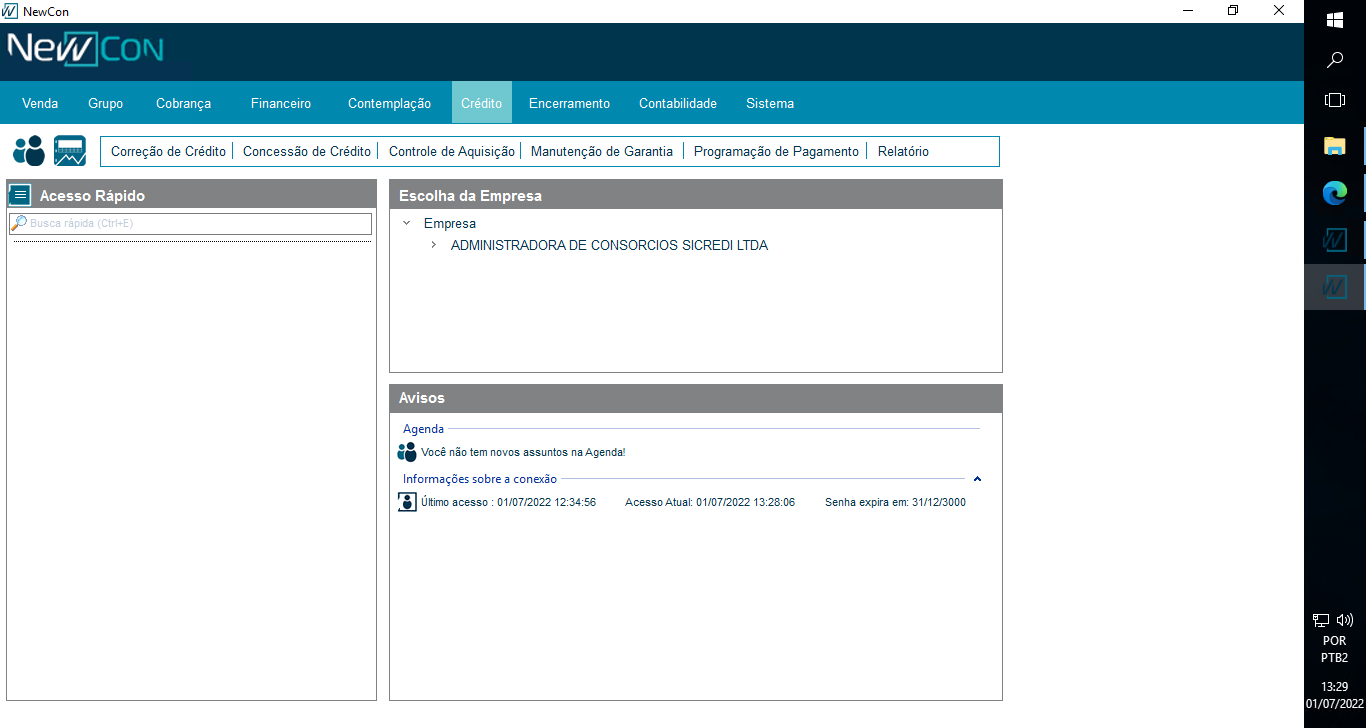 NewCon
NewCon
Venda Grupo Cobrança Financeiro Contemplação Crédito Encerramento Contabilidade Sistema
Correção de Crédito Concessão de Crédito Controle de Aquisição Manutenção de Garantia Programação de Pagamento Relatório
Acesso Rápido
Busca rápida (Ctrl+E)
Escolha da Empresa
Empresa
ADMINISTRADORA DE CONSORCIOS SICREDI LTDA
Avisos
Agenda
Você não tem novos assuntos na Agenda!
Informações sobre a conexão
Último acesso : 01/07/2022 12:34:56 Acesso Atual: 01/07/2022 13:28:06 Senha expira em: 31/12/3000
POR
PTB2
13:29
01/07/2022